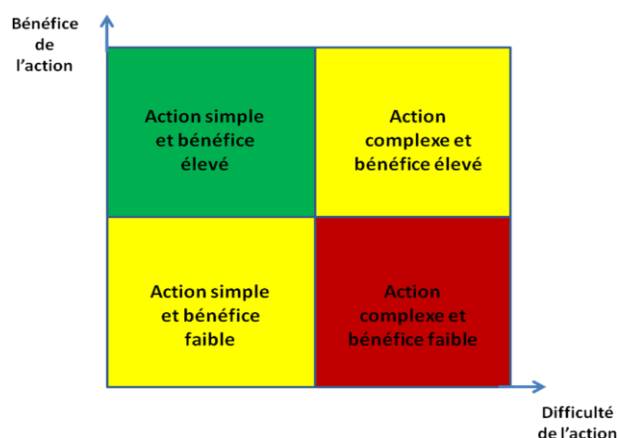 Bénéfice
de
l'action
Action simple
et bénéfice
élevé
Action
complexe et
bénéfice élevé
Action simple
et bénéfice
faible
Action
complexe et
bénéfice faible
Difficulté
de l'action